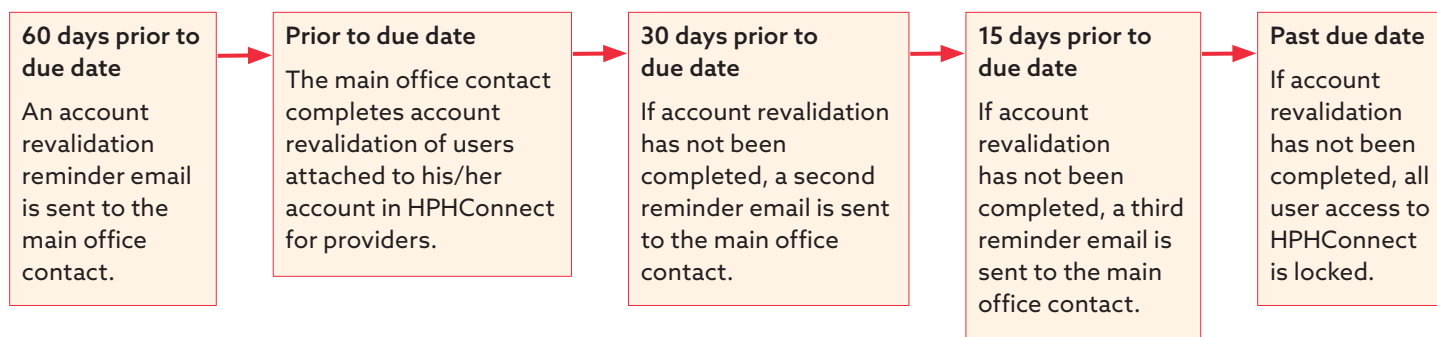 60 days prior to
due date
An account
revalidation
reminder email
is sent to the
main office
contact.
Prior to due date
The main office contact
completes account
revalidation of users
attached to his/her
account in HPHConnect
for providers.
30 days prior to
due date
If account revalidation
has not been
completed, a second
reminder email is sent
to the main office
contact.
15 days prior to
due date
If account
revalidation
has not been
completed, a third
reminder email is
sent to the main
office contact.
Past due date
If account
revalidation
has not been
completed, all
user access to
HPHConnect
is locked.